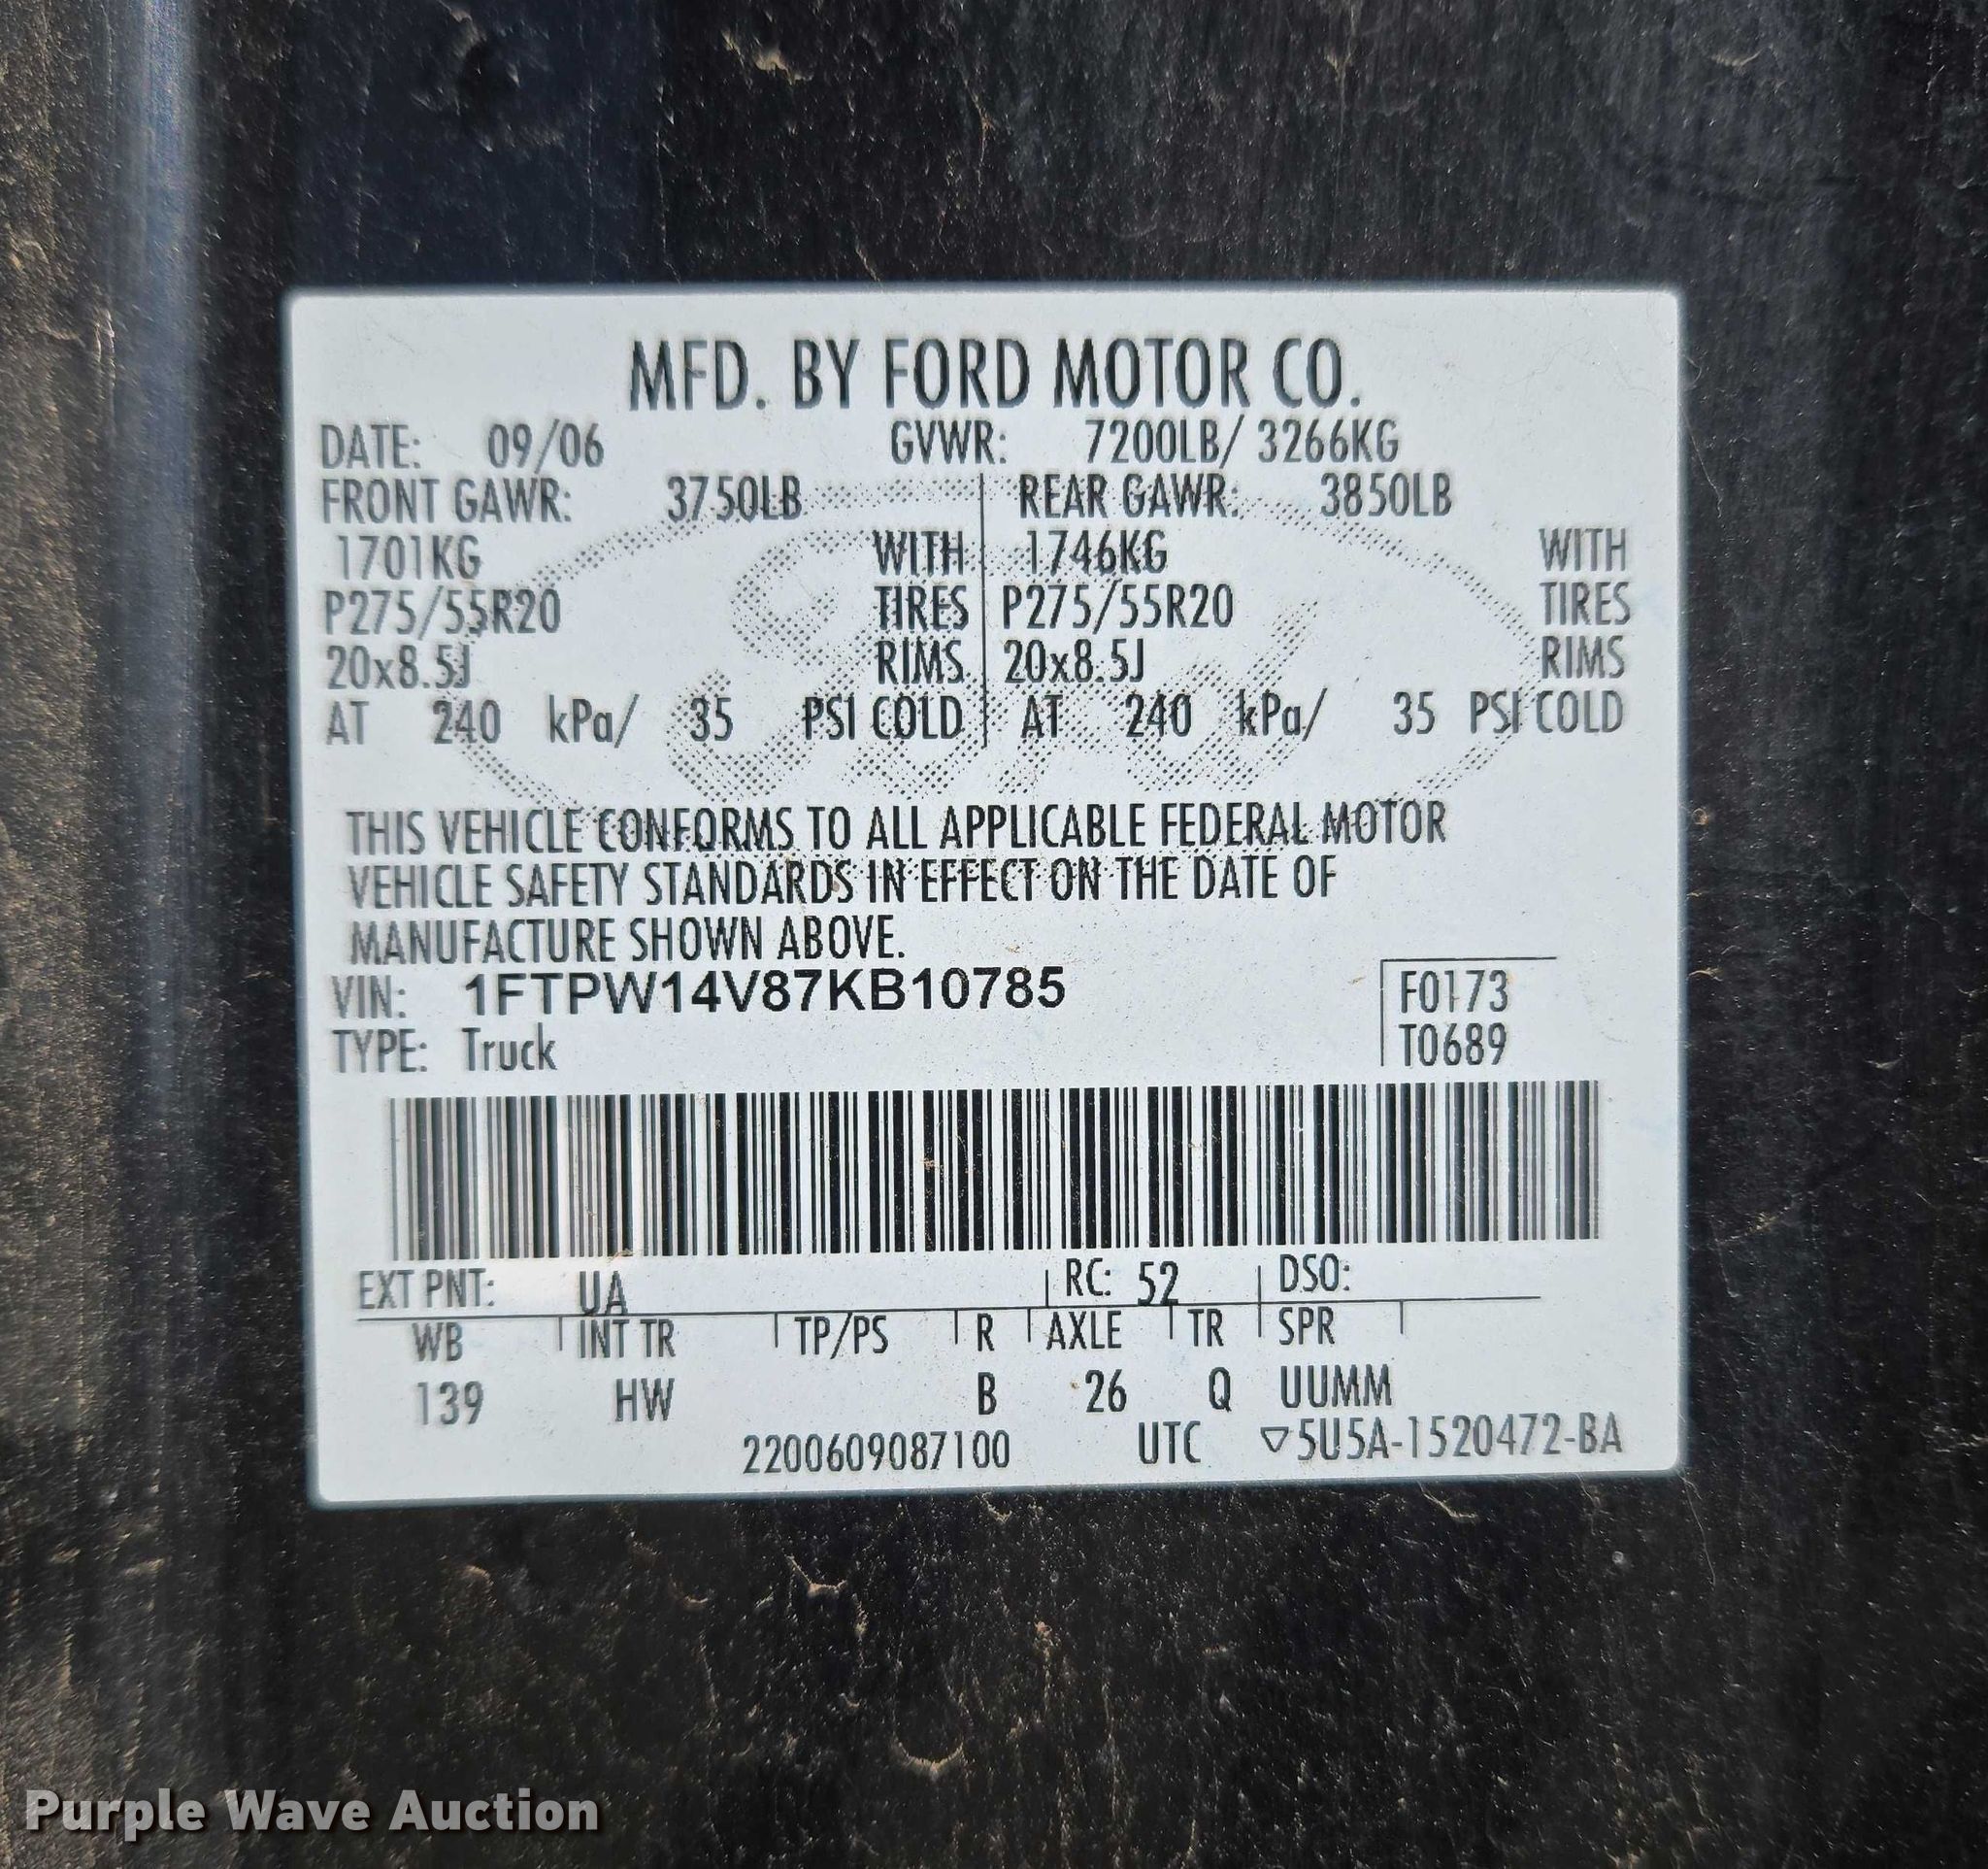 MFD. BY FORD MOTOR CO.
DATE: 09/06 GVWR: 7200LB/ 3266KG
FRONT GAWR: 3750LB REAR GAWR: 3850LB
1701KG WITH 1746KG WITH
P275/55R20 TIRES P275/55R20 TIRES
20x8.5J RIMS 20x8.5J RIMS
AT 240 kPa/ 35 PSI COLD AT 240 kPa/ 35 PSI COLD
THIS VEHICLE CONFORMS TO ALL APPLICABLE FEDERAL MOTOR
VEHICLE SAFETY STANDARDS IN EFFECT ON THE DATE OF
MANUFACTURE SHOWN ABOVE.
VIN: 1FTPW14V87KB10785 F0173
TYPE: Truck T0689
EXT PNT: UA RC: 52 DSO:
WB INT TR TP/PS R AXLE TR SPR
139 HW B 26 Q UUMM
2200609087100 UTC ▽5U5A-1520472-BA
Purple Wave Auction